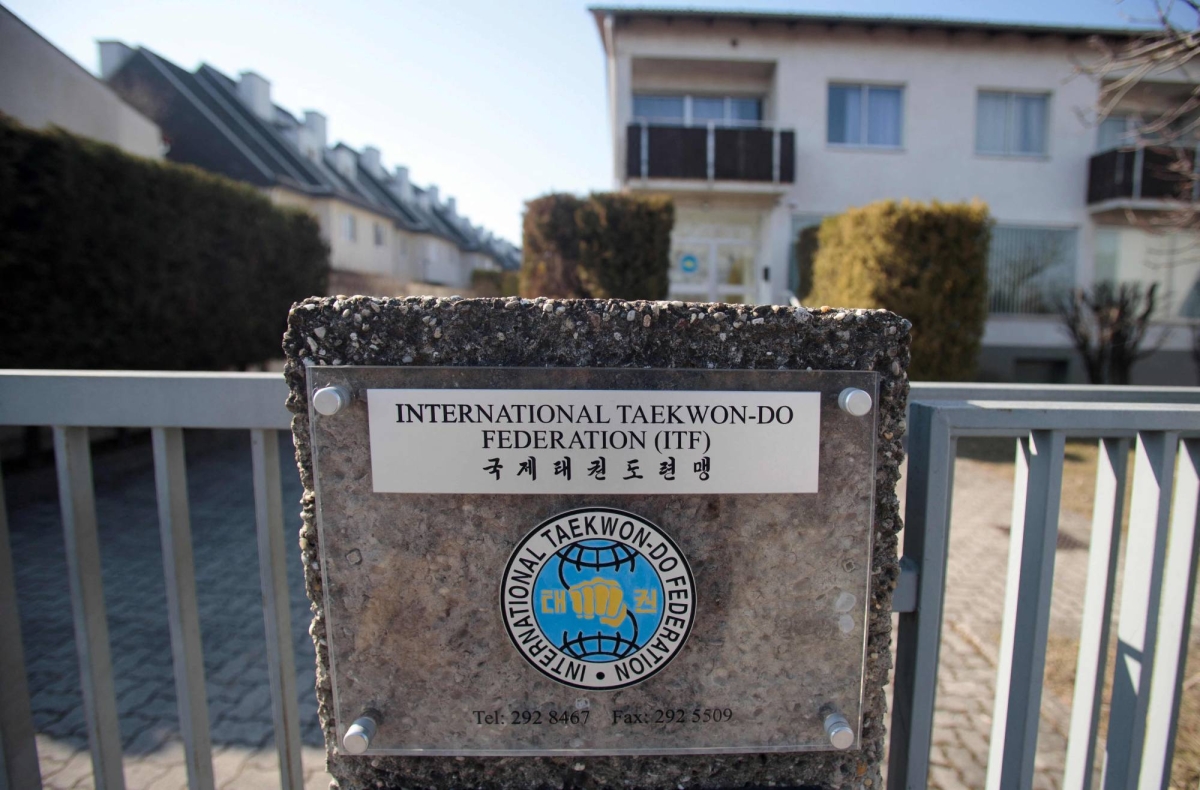 INTERNATIONAL TAEKWON-DO
FEDERATION (ITF)
국제태권도련맹
INTERNATIONAL TAEKWON-DO FEDERATION
태 권
Tel: 292 8467 Fax: 292 5509